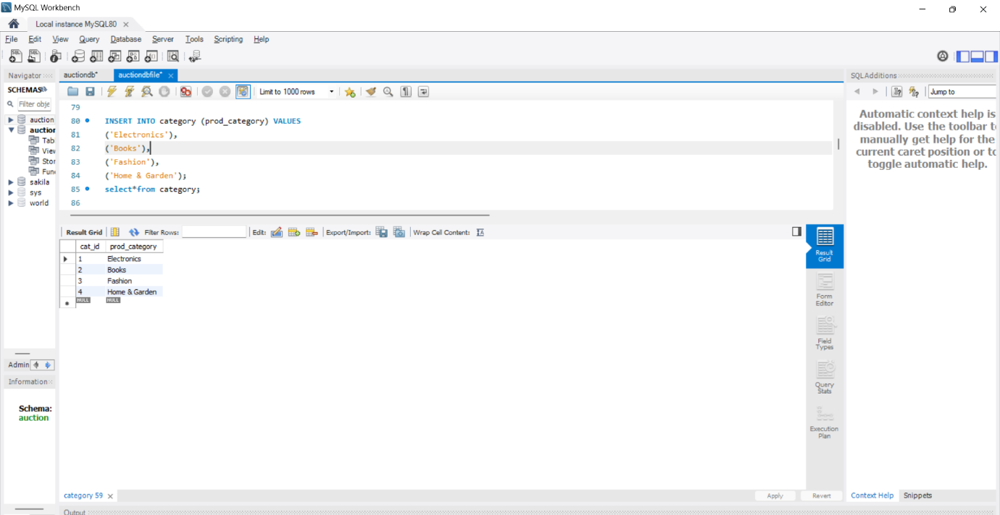 MySQL Workbench
Local instance MySQL80
File Edit View Query Database Server Tools Scripting Help
Navigator
auctiondb*
auctiondbfile*
SQLAdditions
SCHEMAS
Filter obje
auction
auction
Tab
View
Stor
Fun
sakila
sys
world
Limit to 1000 rows
Jump to
79
80 INSERT INTO category (prod_category) VALUES
81 ('Electronics'),
82 ('Books'),
83 ('Fashion'),
84 ('Home & Garden');
85 select*from category;
86
Automatic context help is
disabled. Use the toolbar t
manually get help for the
current caret position or to
toggle automatic help.
Result Grid Filter Rows: Edit: Export/Import: Wrap Cell Content:
cat_id prod_category
1 Electronics
2 Books
3 Fashion
4 Home & Garden
NULL NULL
Result
Grid
Form
Editor
Field
Types
Query
Stats
Execution
Plan
Admin
Information
Schema:
auction
category 59
Apply
Revert
Context Help
Snippets
Output